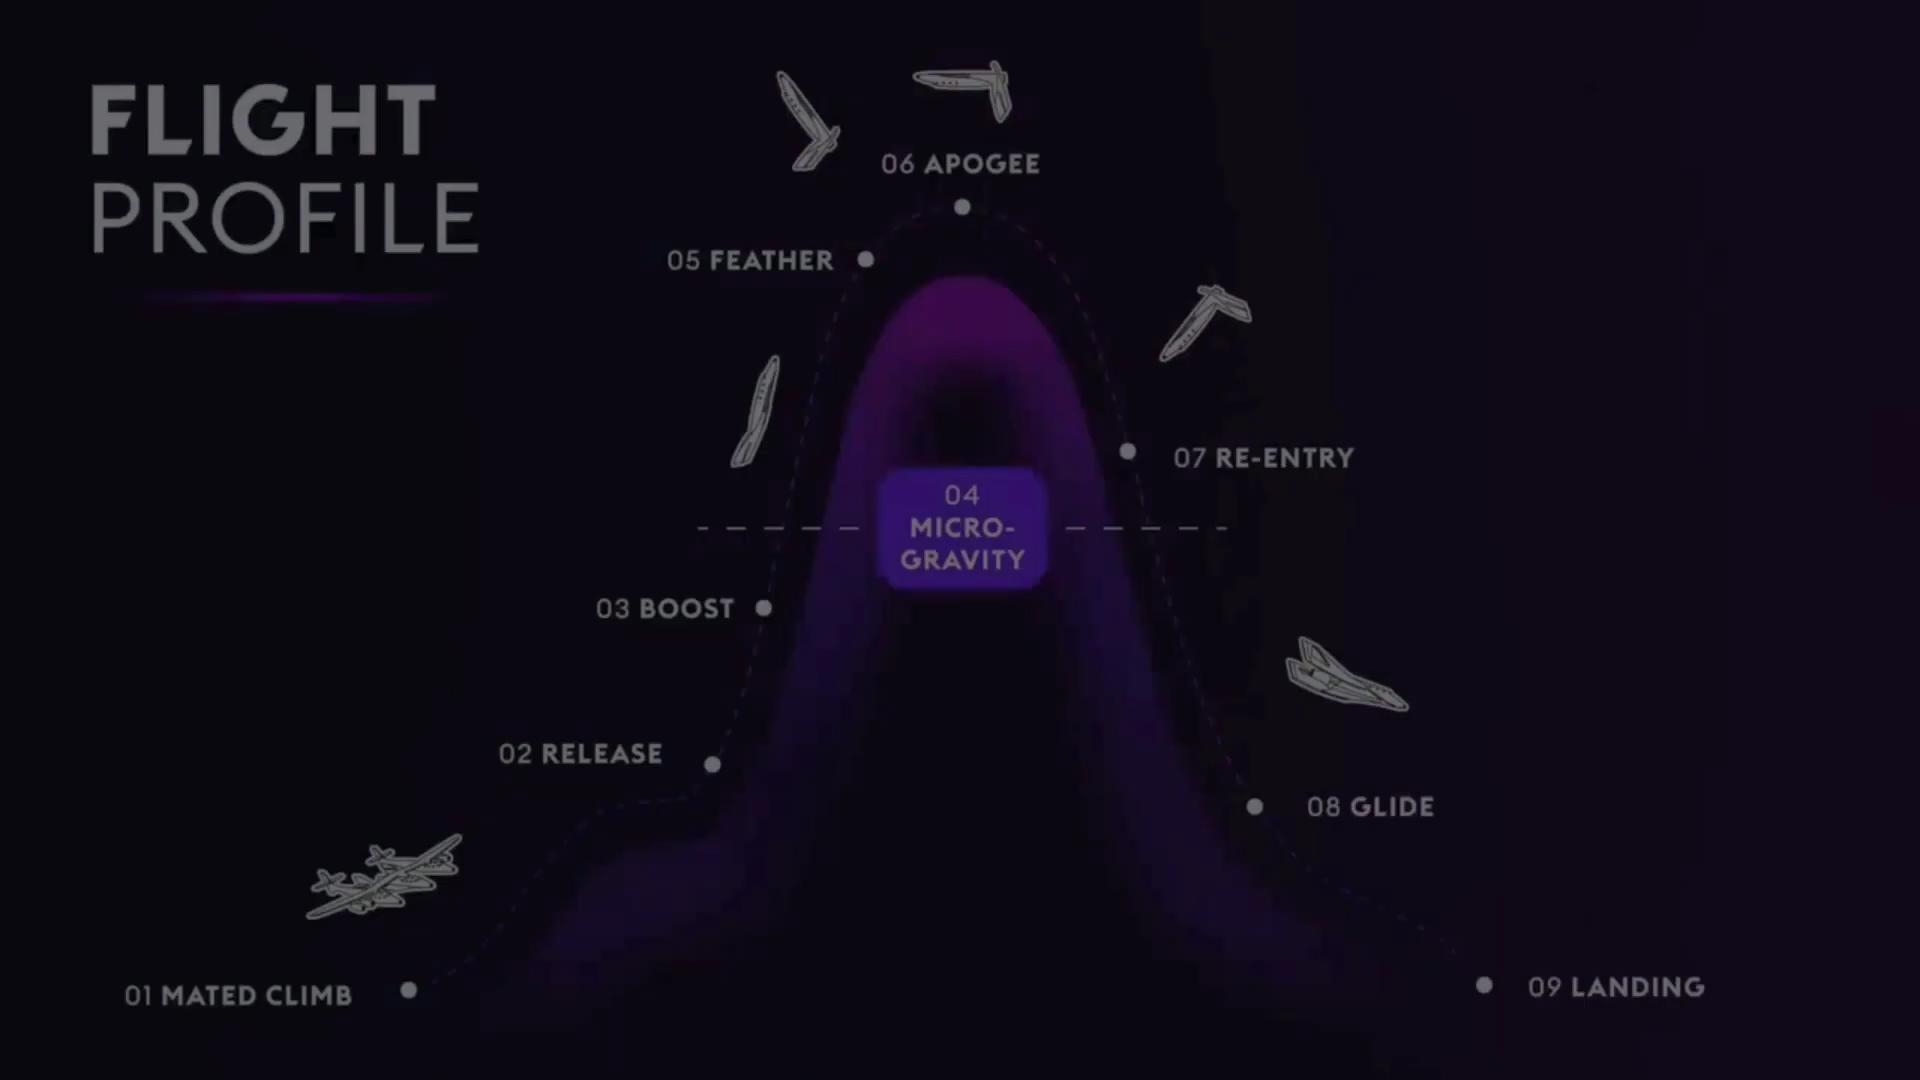 FLIGHT
PROFILE
01 MATED CLIMB
02 RELEASE
03 BOOST
04
MICRO-
GRAVITY
05 FEATHER
06 APOGEE
07 RE-ENTRY
08 GLIDE
09 LANDING